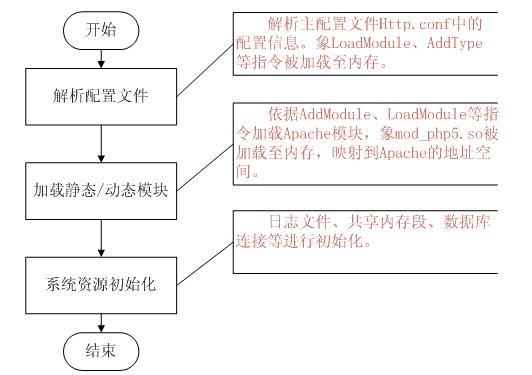 开始
解析主配置文件Http.conf中的
配置信息。象LoadModule、AddType
等指令被加载至内存。
解析配置文件
依据AddModule、LoadModule等指
令加载Apache模块，象mod_php5.so被
加载至内存，映射到Apache的地址空
间。
加载静态/动态模块
日志文件、共享内存段、数据库
连接等进行初始化。
系统资源初始化
结束